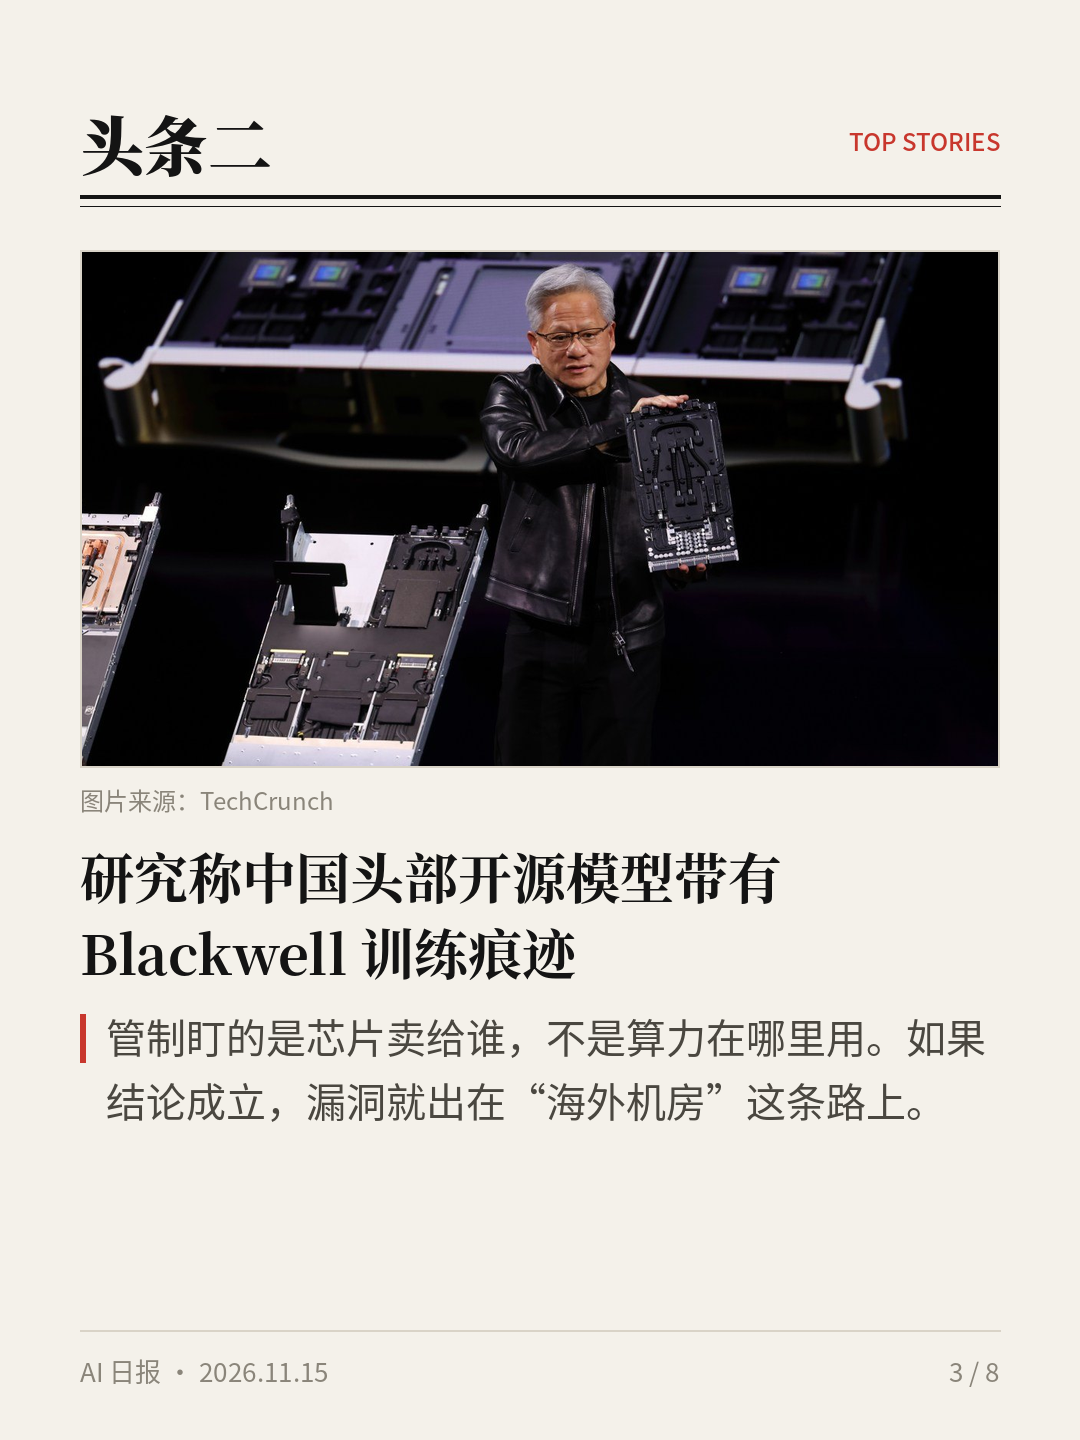 头条二
TOP STORIES
图片来源：TechCrunch
研究称中国头部开源模型带有
Blackwell 训练痕迹
管制盯的是芯片卖给谁，不是算力在哪里用。如果
结论成立，漏洞就出在“海外机房”这条路上。
AI 日报 · 2026.11.15
3 / 8